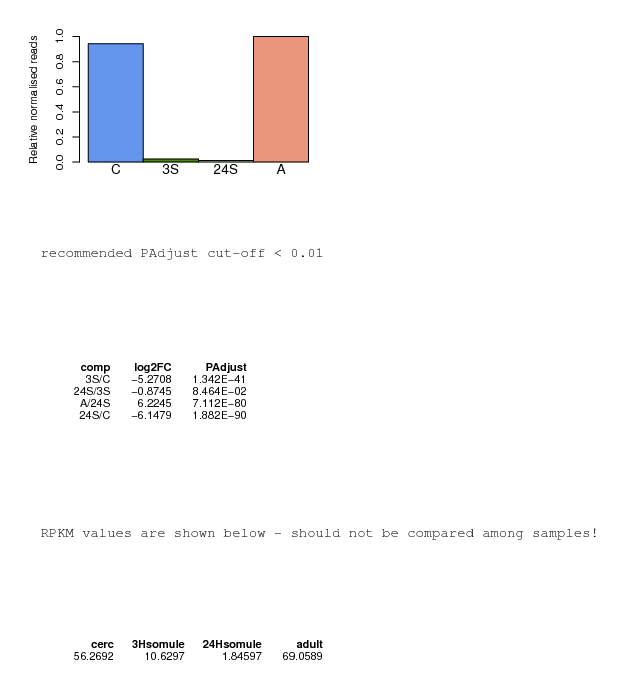 Relative normalised reads
1.0
0.8
0.6
0.4
0.2
0.0
C 3S 24S A
recommended PAdjust cut-off < 0.01
comp log2FC PAdjust
3S/C −5.2708 1.342E−41
24S/3S −0.8745 8.464E−02
A/24S 6.2245 7.112E−80
24S/C −6.1479 1.882E−90
RPKM values are shown below - should not be compared among samples!
cerc 3Hsomule 24Hsomule adult
56.2692 10.6297 1.84597 69.0589